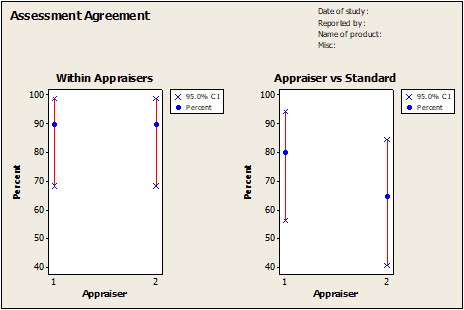 Assessment Agreement
Date of study:
Reported by:
Name of product:
Misc:
Within Appraisers
100
90
80
70
60
50
40
Percent
1 2
Appraiser
95.0% CI
Percent
Appraiser vs Standard
100
90
80
70
60
50
40
Percent
1 2
Appraiser
95.0% CI
Percent